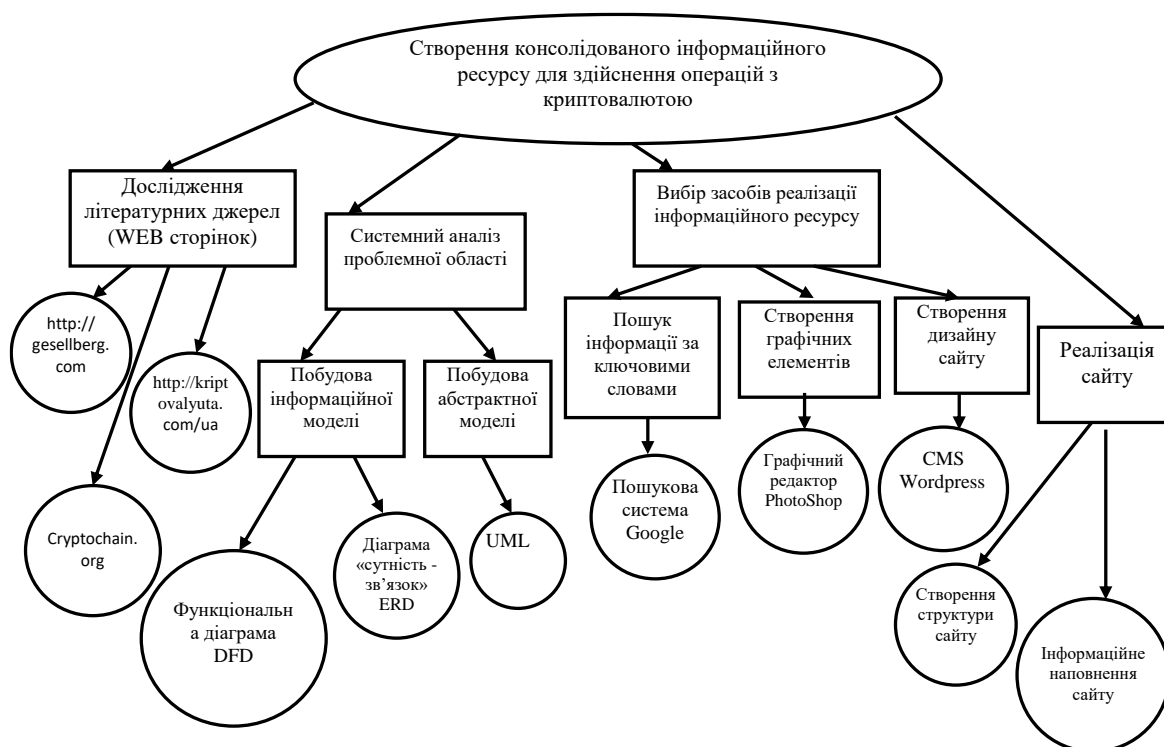 Створення консолідованого інформаційного
ресурсу для здійснення операцій з
криптовалютою
Дослідження
літературних джерел
(WEB сторінок)
Системний аналіз
проблемної області
Вибір засобів реалізації
інформаційного ресурсу
Реалізація
сайту
http://
gesellberg.
com
http://kript
ovalyuta.
com/ua
Cryptochain.
org
Побудова
інформаційної
моделі
Побудова
абстрактної
моделі
Пошук
інформації за
ключовими
словами
Створення
графічних
елементів
Створення
дизайну
сайту
Функціональн
а діаграма
DFD
Діаграма
«сутність -
зв’язок»
ERD
UML
Пошукова
система
Google
Графічний
редактор
PhotoShop
CMS
Wordpress
Створення
структури
сайту
Інформаційне
наповнення
сайту